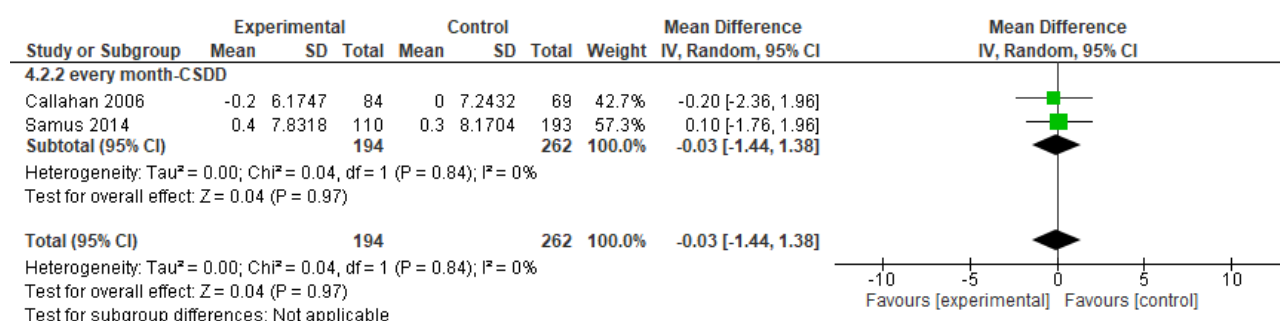 Experimental Control Mean Difference Mean Difference
Study or Subgroup Mean SD Total Mean SD Total Weight IV, Random, 95% CI IV, Random, 95% CI
4.2.2 every month-CSDD
Callahan 2006 -0.2 6.1747 84 0 7.2432 69 42.7% -0.20 [-2.36, 1.96]
Samus 2014 0.4 7.8318 110 0.3 8.1704 193 57.3% 0.10 [-1.76, 1.96]
Subtotal (95% CI) 194 262 100.0% -0.03 [-1.44, 1.38]
Heterogeneity: Tau² = 0.00; Chi² = 0.04, df = 1 (P = 0.84); I² = 0%
Test for overall effect: Z = 0.04 (P = 0.97)
Total (95% CI) 194 262 100.0% -0.03 [-1.44, 1.38]
Heterogeneity: Tau² = 0.00; Chi² = 0.04, df = 1 (P = 0.84); I² = 0%
Test for overall effect: Z = 0.04 (P = 0.97)
Test for subgroup differences: Not applicable
-10 -5 0 5 10
Favours [experimental] Favours [control]